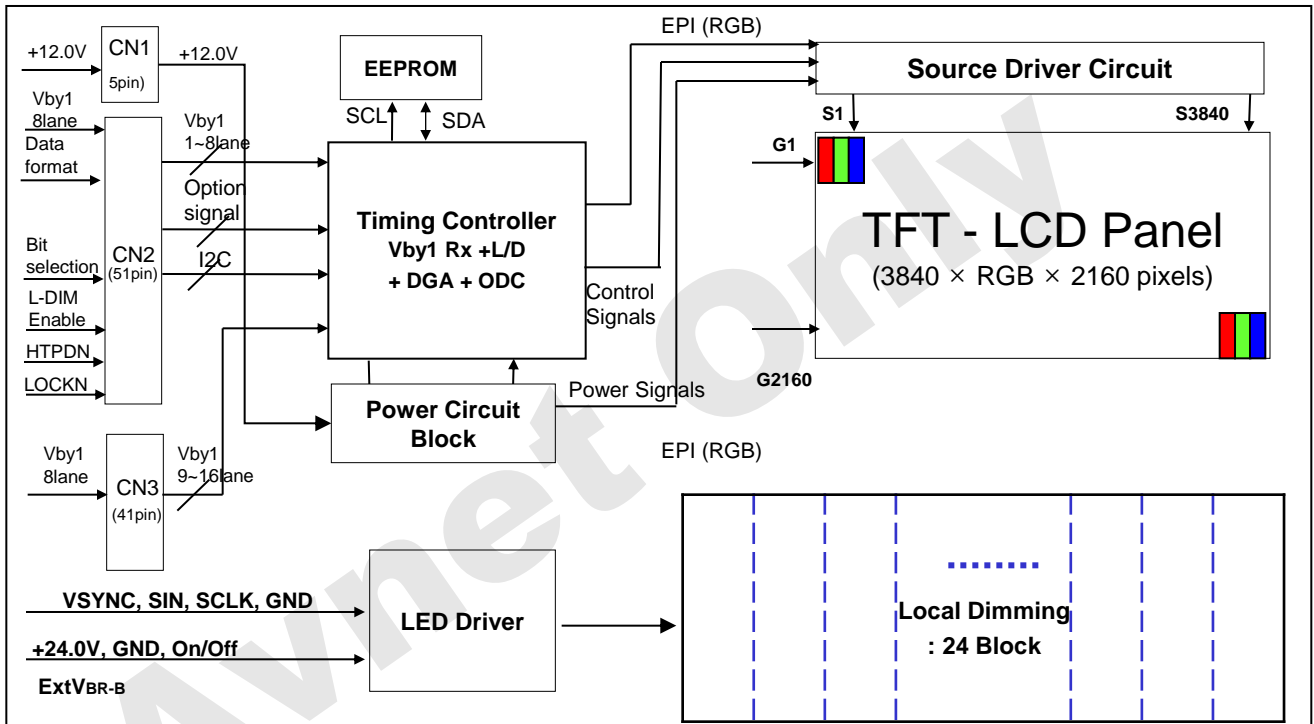 EPI (RGB)
+12.0V
CN1
5pin)
+12.0V
EEPROM
SCL
SDA
Source Driver Circuit
S1
S3840
Vby1
8lane
Data
format
Vby1
1~8lane
Option
signal
I2C
CN2
(51pin)
Bit
selection
L-DIM
Enable
HTPDN
LOCKN
Timing Controller
Vby1 Rx +L/D
+ DGA + ODC
Control
Signals
G1
TFT - LCD Panel
(3840 × RGB × 2160 pixels)
G2160
Power Circuit
Block
Power Signals
EPI (RGB)
Vby1
8lane
CN3
(41pin)
Vby1
9~16lane
VSYNC, SIN, SCLK, GND
+24.0V, GND, On/Off
ExtVBR-B
LED Driver
Local Dimming
: 24 Block
Avnet Only